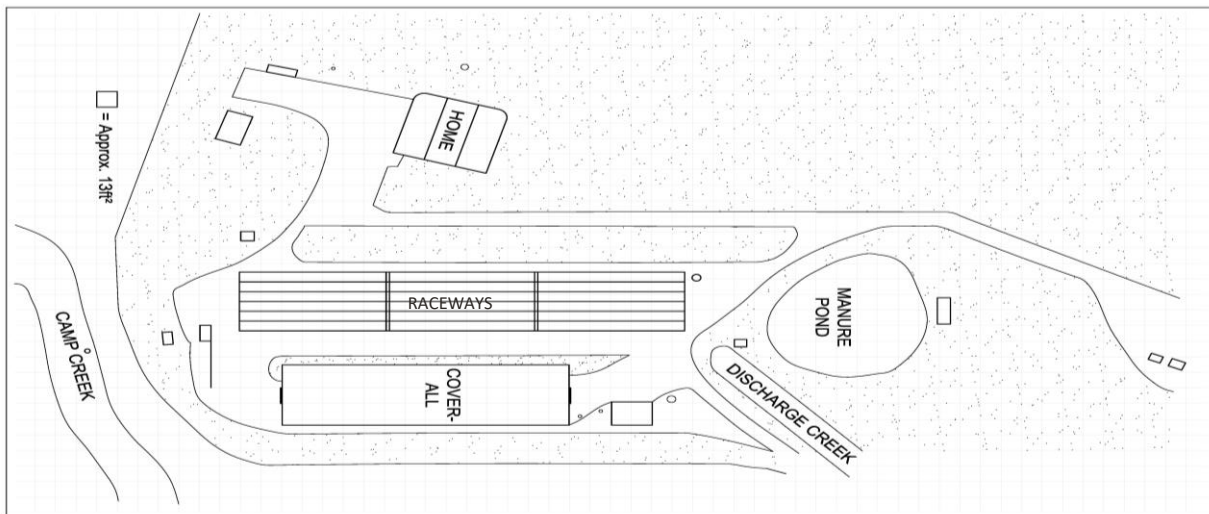 HOME
= Approx. 13ft²
RACEWAYS
MANURE
POND
CAMP CREEK
COVER-
ALL
DISCHARGE CREEK